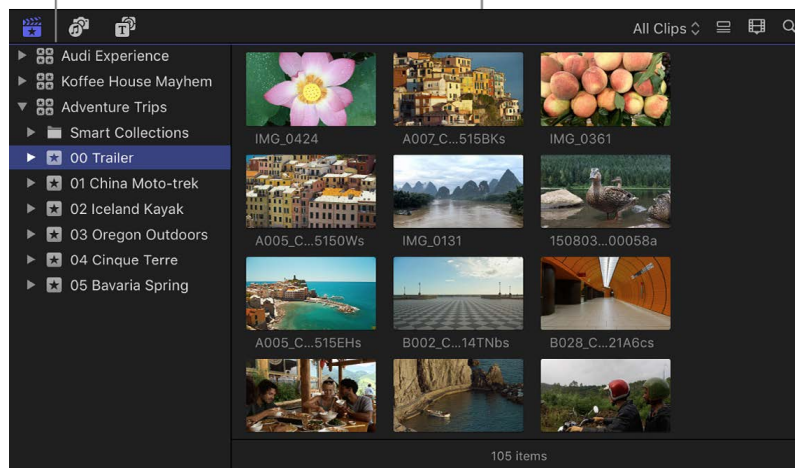 All Clips
Audi Experience
Koffee House Mayhem
Adventure Trips
Smart Collections
00 Trailer
01 China Moto-trek
02 Iceland Kayak
03 Oregon Outdoors
04 Cinque Terre
05 Bavaria Spring
IMG_0424
A007_C...515BKs
IMG_0361
A005_C...5150Ws
IMG_0131
150803...00058a
A005_C...515EHs
B002_C...14TNbs
B028_C...21A6cs
105 items